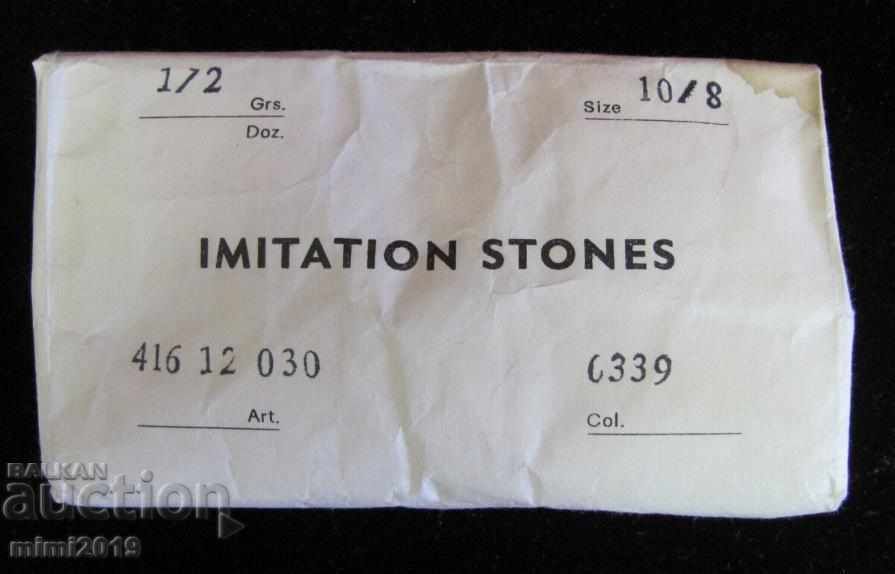 1/2 Grs.
Doz.
Size 10/8
IMITATION STONES
416 12 030
Art.
0339
Col.
BALKAN
auction
mimi2019